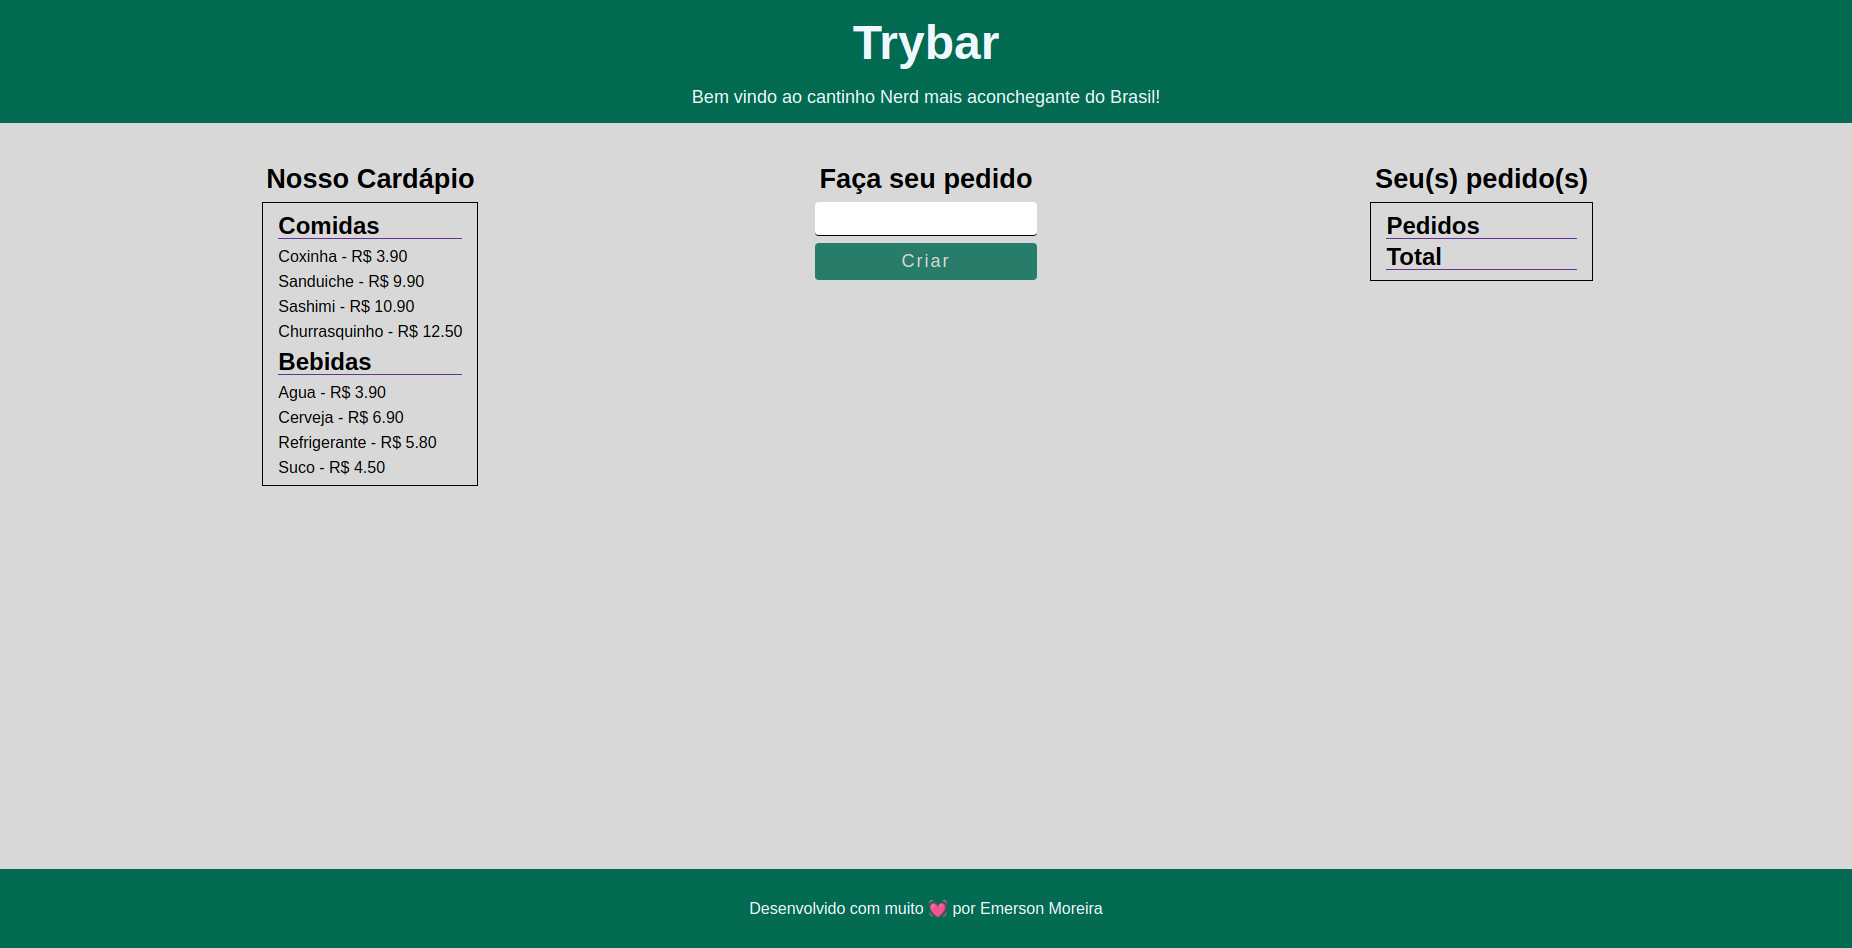 Trybar
Bem vindo ao cantinho Nerd mais aconchegante do Brasil!
Nosso Cardápio
Comidas
Coxinha - R$ 3.90
Sanduiche - R$ 9.90
Sashimi - R$ 10.90
Churrasquinho - R$ 12.50
Bebidas
Agua - R$ 3.90
Cerveja - R$ 6.90
Refrigerante - R$ 5.80
Suco - R$ 4.50
Faça seu pedido
Criar
Seu(s) pedido(s)
Pedidos
Total
Desenvolvido com muito 💓 por Emerson Moreira